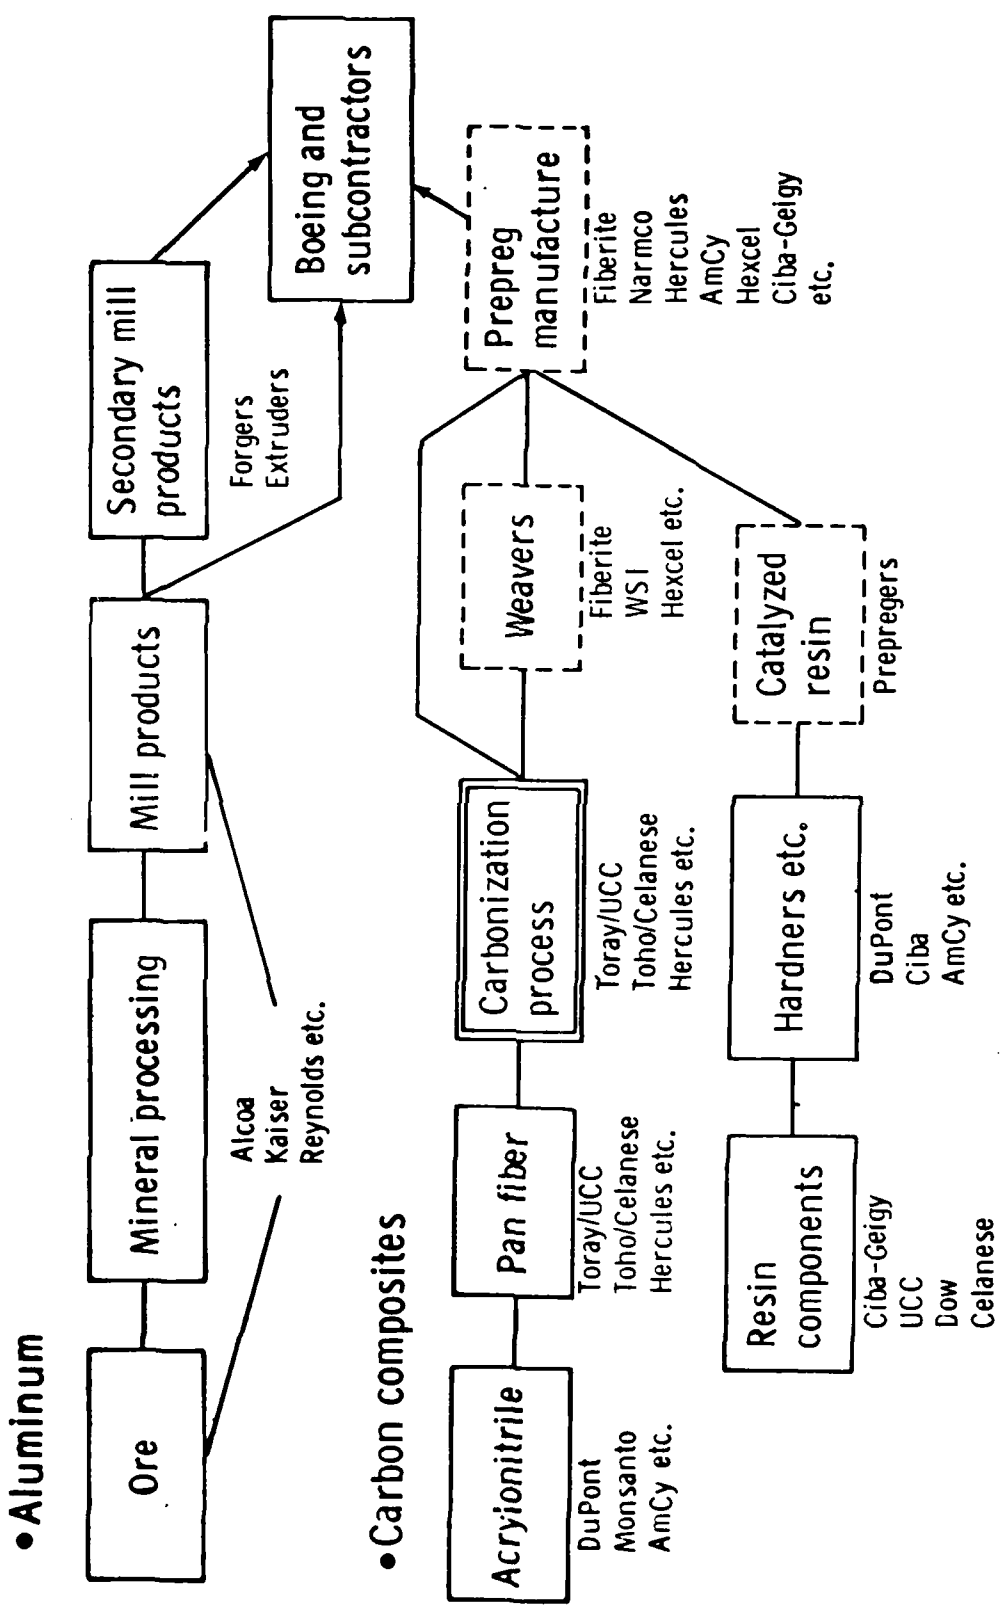 •Aluminum
Ore
Mineral processing
Mill products
Secondary mill
products
Alcoa
Kaiser
Reynolds etc.
Forgers
Extruders
Boeing and
subcontractors
•Carbon composites
Acryionitrile
DuPont
Monsanto
AmCy etc.
Pan fiber
Toray/UCC
Toho/Celanese
Hercules etc.
Carbonization
process
Toray/UCC
Toho/Celanese
Hercules etc.
Weavers
Fiberite
WSI
Hexcel etc.
Prepreg
manufacture
Fiberite
Narmco
Hercules
AmCy
Hexcel
Ciba-Geigy
etc.
Resin
components
Ciba-Geigy
UCC
Dow
Celanese
Hardners etc.
DuPont
Ciba
AmCy etc.
Catalyzed
resin
Prepregers